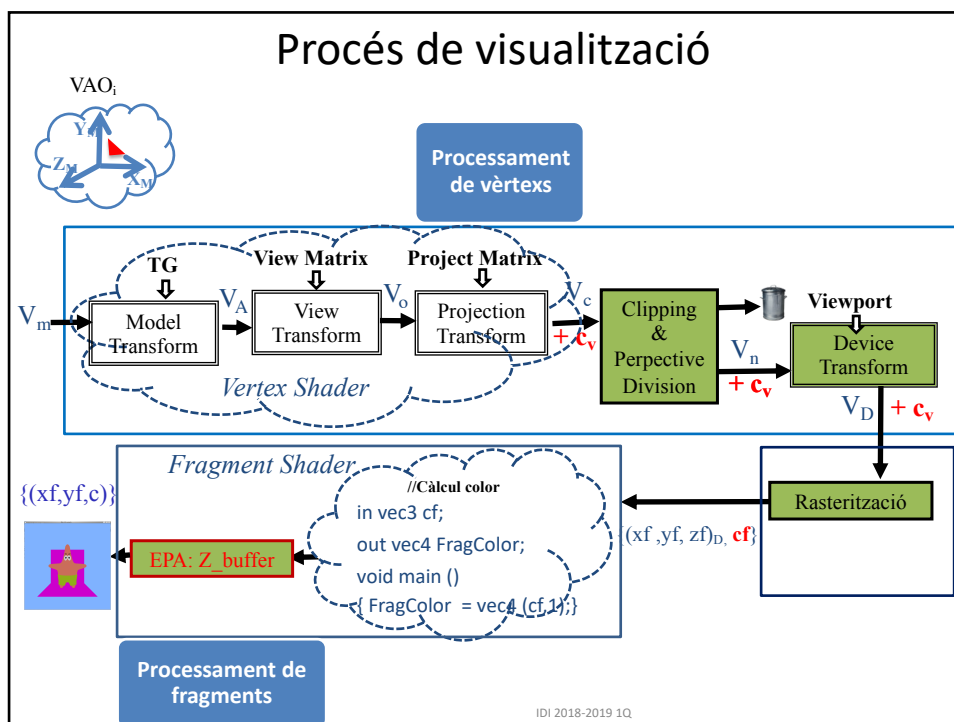 Procés de visualització
VAOi
YM
ZM
XM
Processament
de vèrtexs
TG
View Matrix
Project Matrix
Vm
Model
Transform
VA
View
Transform
Vo
Projection
Transform
Vc
+ cv
Clipping
&
Perpective
Division
Vn
+ cv
Viewport
Device
Transform
Vertex Shader
VD
+ cv
Fragment Shader
{(xf,yf,c)}
EPA: Z_buffer
//Càlcul color
in vec3 cf;
out vec4 FragColor;
void main ()
{ FragColor = vec4 (cf,1);}
{(xf ,yf, zf)D, cf}
Rasterització
Processament de
fragments
IDI 2018-2019 1Q